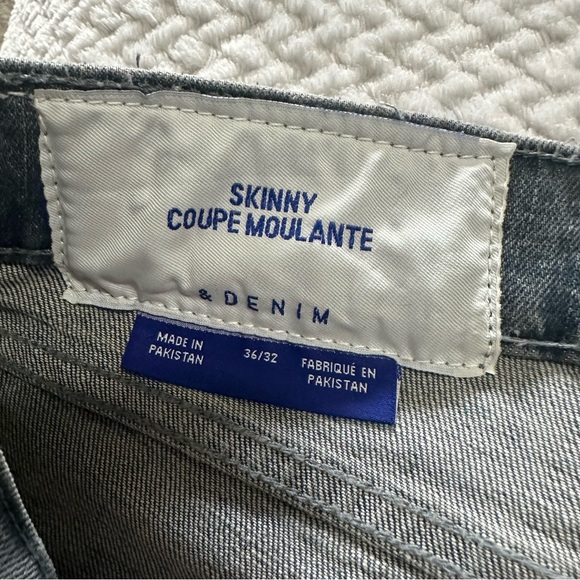 SKINNY
COUPE MOULANTE
& DENIM
MADE IN
PAKISTAN
36/32
FABRIQUÉ EN
PAKISTAN